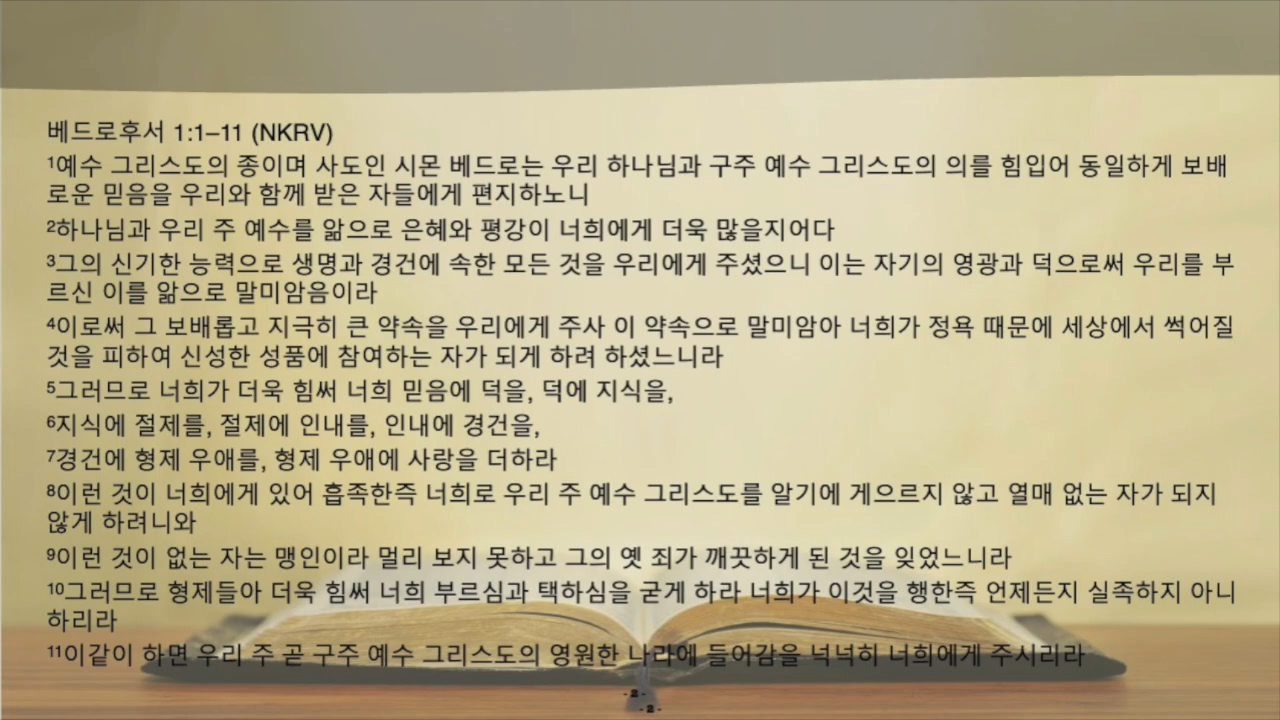 베드로후서 1:1–11 (NKRV)
¹예수 그리스도의 종이며 사도인 시몬 베드로는 우리 하나님과 구주 예수 그리스도의 의를 힘입어 동일하게 보배
로운 믿음을 우리와 함께 받은 자들에게 편지하노니
²하나님과 우리 주 예수를 앎으로 은혜와 평강이 너희에게 더욱 많을지어다
³그의 신기한 능력으로 생명과 경건에 속한 모든 것을 우리에게 주셨으니 이는 자기의 영광과 덕으로써 우리를 부
르신 이를 앎으로 말미암음이라
⁴이로써 그 보배롭고 지극히 큰 약속을 우리에게 주사 이 약속으로 말미암아 너희가 정욕 때문에 세상에서 썩어질
것을 피하여 신성한 성품에 참여하는 자가 되게 하려 하셨느니라
⁵그러므로 너희가 더욱 힘써 너희 믿음에 덕을, 덕에 지식을,
⁶지식에 절제를, 절제에 인내를, 인내에 경건을,
⁷경건에 형제 우애를, 형제 우애에 사랑을 더하라
⁸이런 것이 너희에게 있어 흡족한즉 너희로 우리 주 예수 그리스도를 알기에 게으르지 않고 열매 없는 자가 되지
않게 하려니와
⁹이런 것이 없는 자는 맹인이라 멀리 보지 못하고 그의 옛 죄가 깨끗하게 된 것을 잊었느니라
¹⁰그러므로 형제들아 더욱 힘써 너희 부르심과 택하심을 굳게 하라 너희가 이것을 행한즉 언제든지 실족하지 아니
하리라
¹¹이같이 하면 우리 주 곧 구주 예수 그리스도의 영원한 나라에 들어감을 넉넉히 너희에게 주시리라
- 2 -
- 2 -